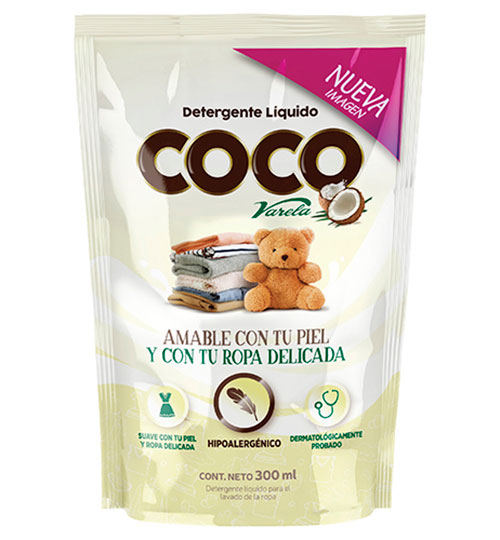 NUEVA
IMAGEN
Detergente Líquido
COCO
Varela
AMABLE CON TU PIEL
Y CON TU ROPA DELICADA
SUAVE CON TU PIEL
Y ROPA DELICADA
HIPOALERGÉNICO
DERMATOLÓGICAMENTE
PROBADO
CONT. NETO 300 ml
Detergente líquido para el
lavado de la ropa